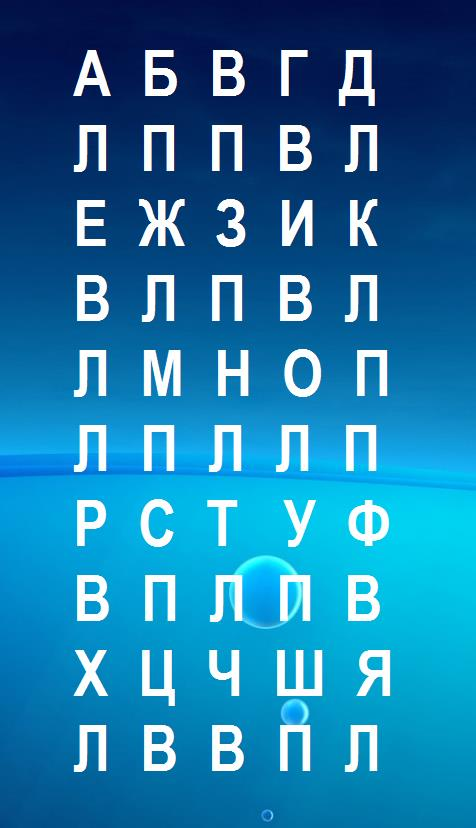 А Б В Г Д
Л П П В Л
Е Ж З И К
В Л П В Л
Л М Н О П
Л П Л Л П
Р С Т У Ф
В П Л П В
Х Ц Ч Ш Я
Л В В П Л